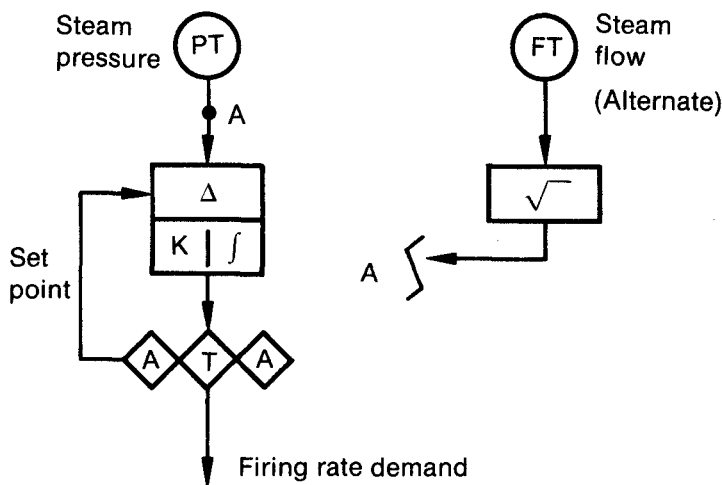 Steam
pressure
PT
A
Δ
K
∫
Set
point
A
T
A
Firing rate demand
FT
Steam
flow
(Alternate)
√
A